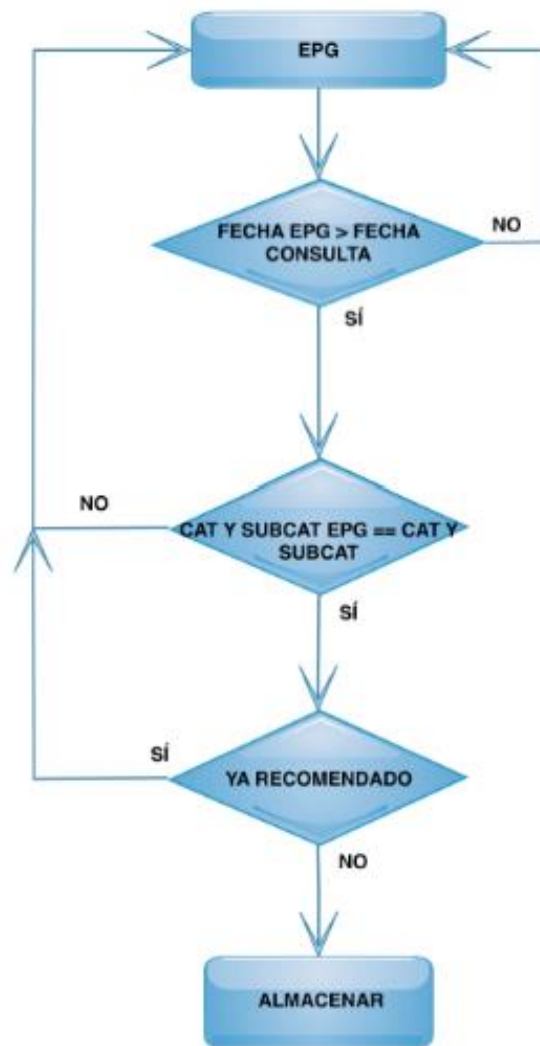 EPG
FECHA EPG > FECHA
CONSULTA
NO
SÍ
NO
CAT Y SUBCAT EPG == CAT Y
SUBCAT
SÍ
SÍ
YA RECOMENDADO
NO
ALMACENAR